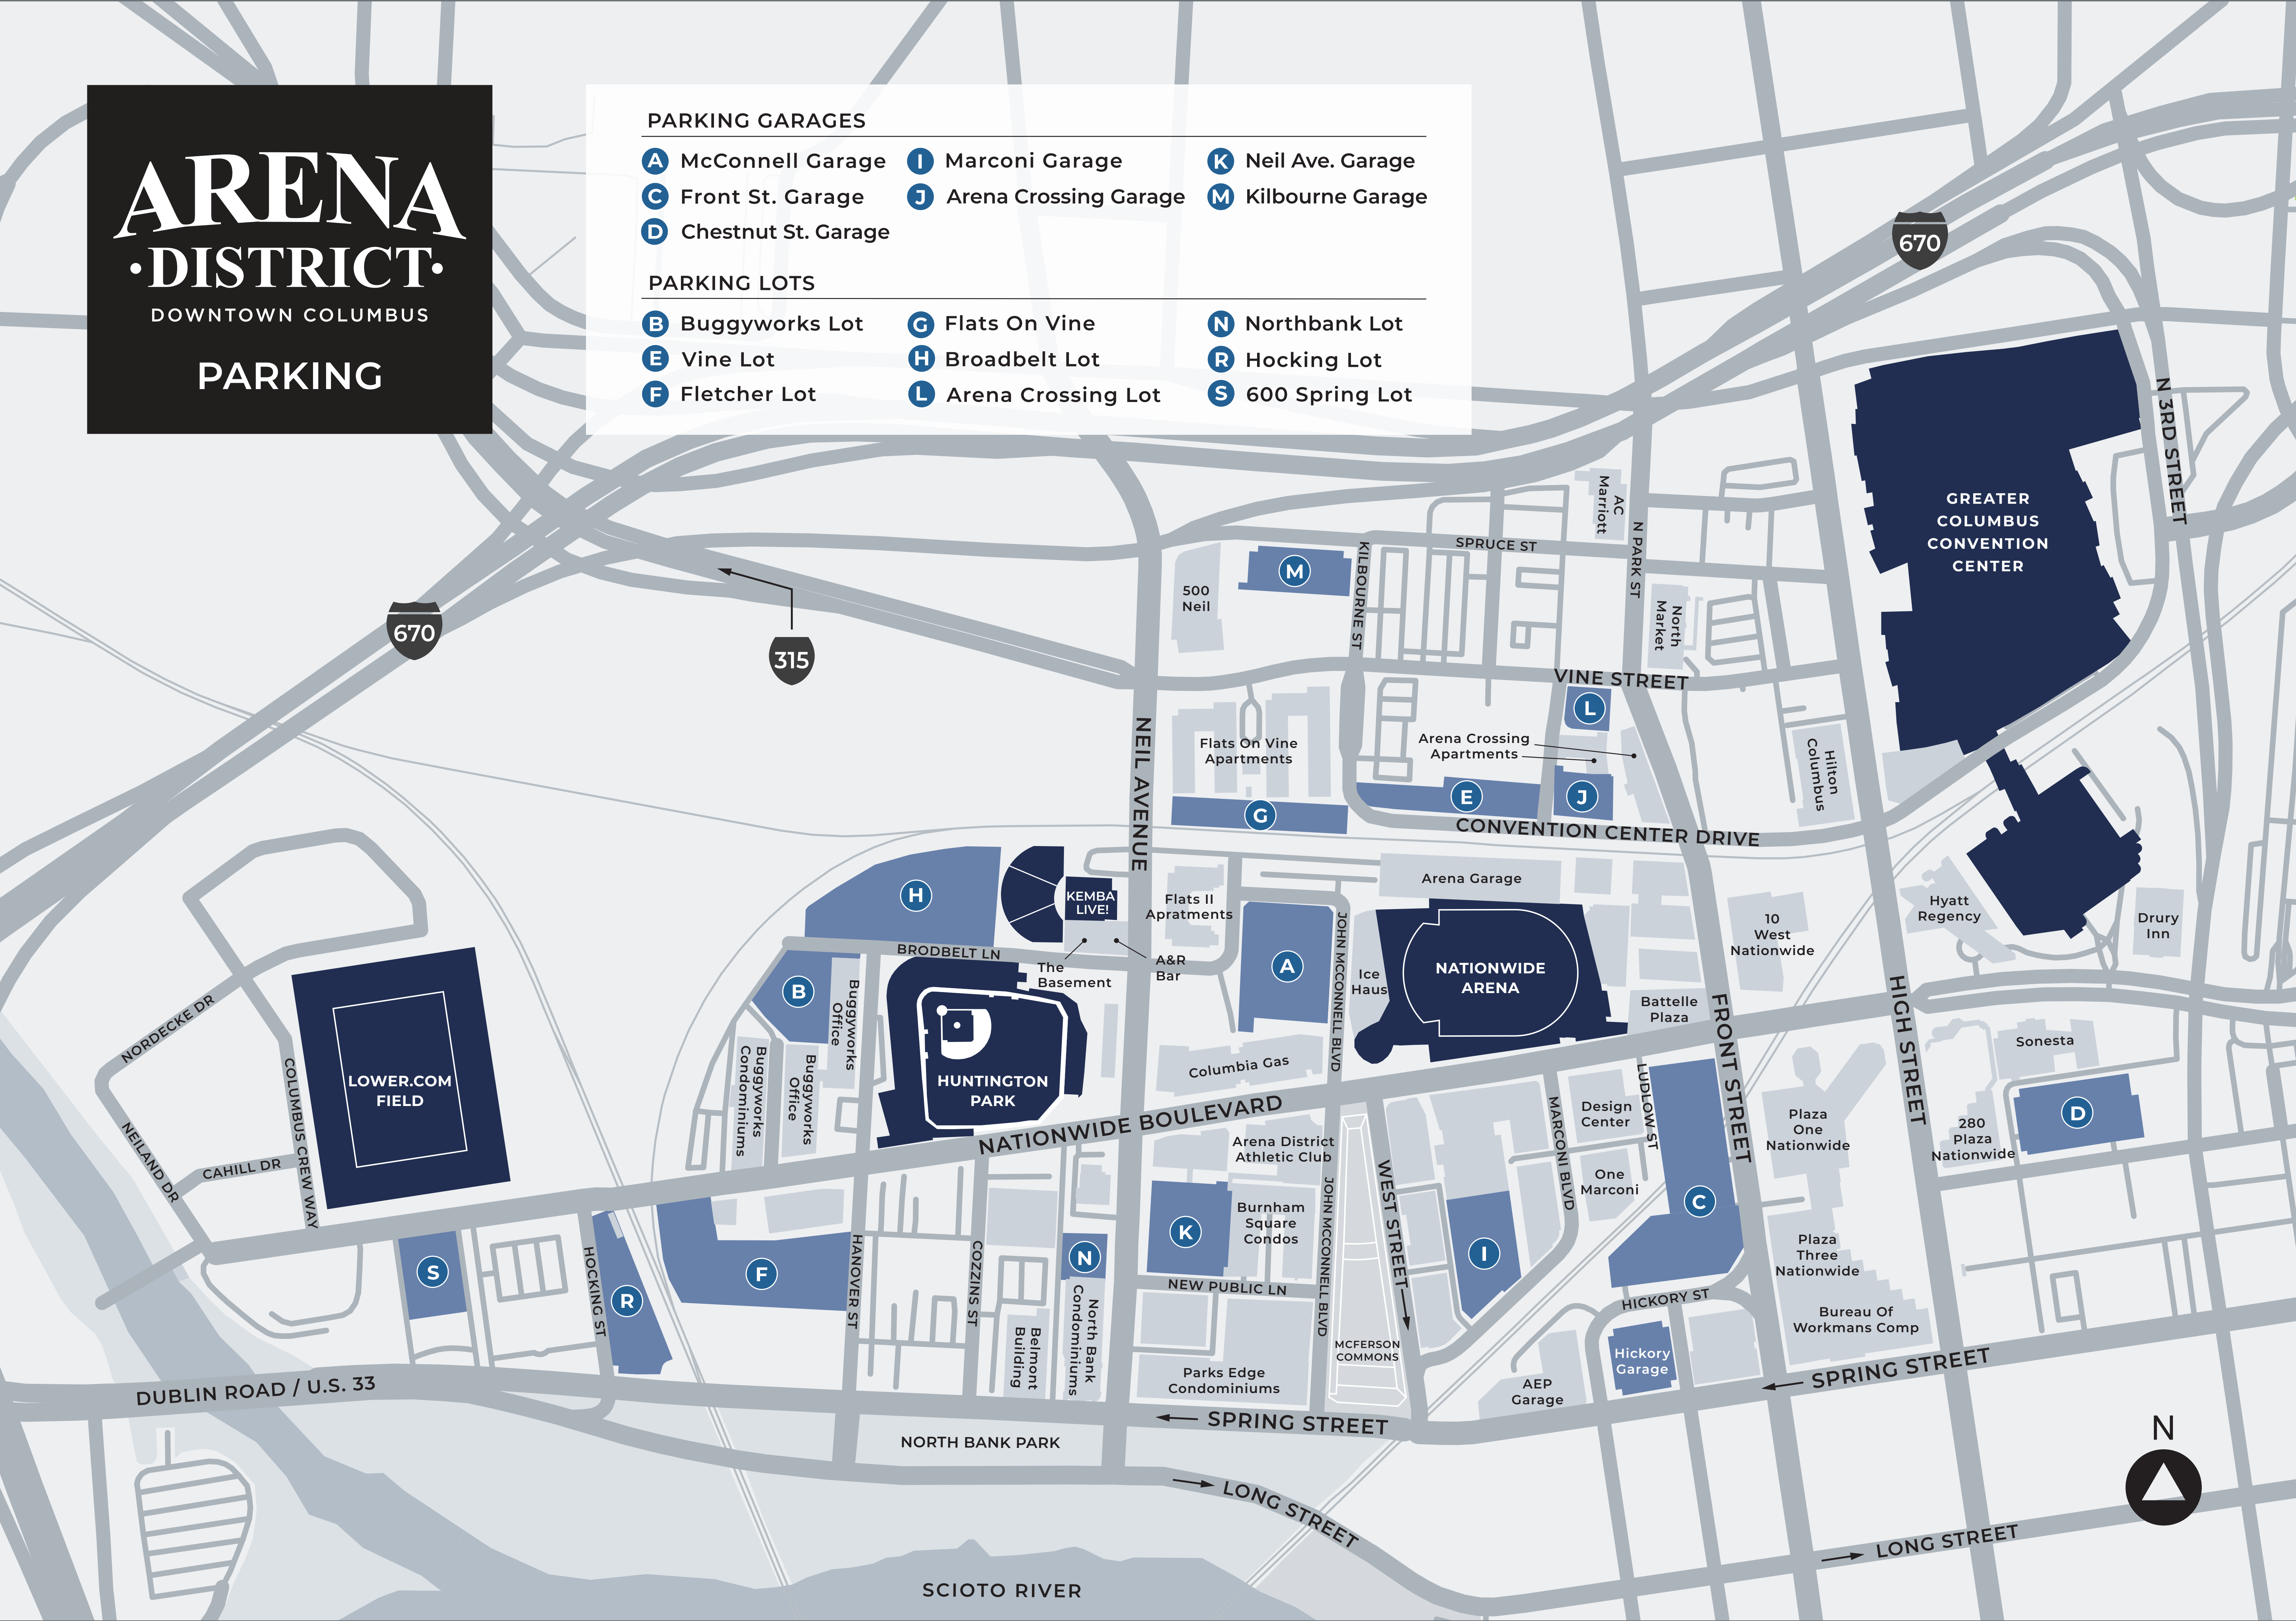 ARENA
·DISTRICT·
DOWNTOWN COLUMBUS
PARKING
PARKING GARAGES
A McConnell Garage
C Front St. Garage
D Chestnut St. Garage
I Marconi Garage
J Arena Crossing Garage
K Neil Ave. Garage
M Kilbourne Garage
PARKING LOTS
B Buggyworks Lot
E Vine Lot
F Fletcher Lot
G Flats On Vine
H Broadbelt Lot
L Arena Crossing Lot
N Northbank Lot
R Hocking Lot
S 600 Spring Lot
670
N 3RD STREET
GREATER
COLUMBUS
CONVENTION
CENTER
AC
Marriott
N PARK ST
SPRUCE ST
KILBOURNE ST
M
500
Neil
North
Market
670
315
VINE STREET
L
Arena Crossing
Apartments
Flats On Vine
Apartments
NEIL AVENUE
Hilton
Columbus
E
J
G
CONVENTION CENTER DRIVE
H
KEMBA
LIVE!
Flats II
Apratments
Arena Garage
JOHN MCCONNELL BLVD
10
West
Nationwide
Hyatt
Regency
Drury
Inn
BRODBELT LN
The
Basement
A&R
Bar
A
Ice
Haus
NATIONWIDE
ARENA
Battelle
Plaza
FRONT STREET
HIGH STREET
B
Buggyworks
Office
NORDECKE DR
Sonesta
Columbia Gas
LOWER.COM
FIELD
HUNTINGTON
PARK
Buggyworks
Condominiums
Buggyworks
Office
COLUMBUS CREW WAY
NEILAND DR
CAHILL DR
NATIONWIDE BOULEVARD
Design
Center
LUDLOW ST
MARCONI BLVD
Plaza
One
Nationwide
280
Plaza
Nationwide
D
Arena District
Athletic Club
WEST STREET
One
Marconi
C
Burnham
Square
Condos
K
JOHN MCCONNELL BLVD
I
Plaza
Three
Nationwide
S
HOCKING ST
R
F
HANOVER ST
COZZINS ST
N
NEW PUBLIC LN
HICKORY ST
Bureau Of
Workmans Comp
North Bank
Condominiums
Belmont
Building
MCFERSON
COMMONS
Hickory
Garage
Parks Edge
Condominiums
AEP
Garage
SPRING STREET
DUBLIN ROAD / U.S. 33
SPRING STREET
NORTH BANK PARK
N
LONG STREET
LONG STREET
SCIOTO RIVER